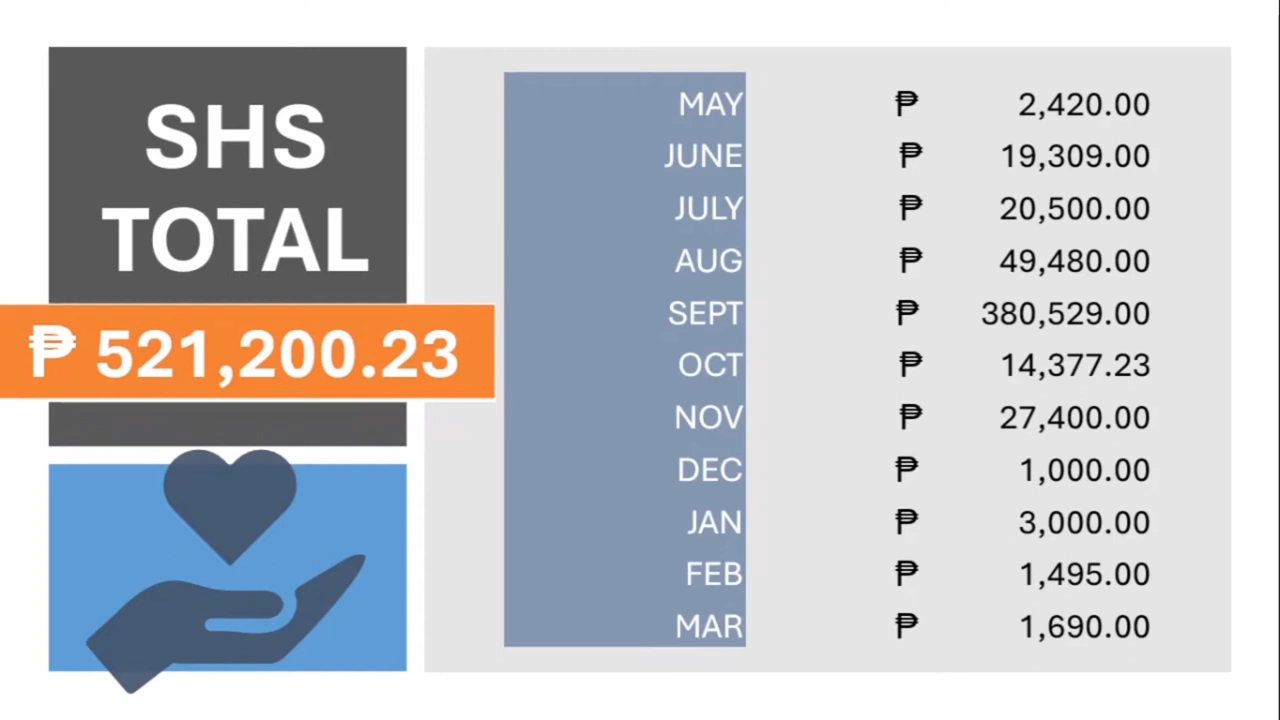 SHS
TOTAL
₱ 521,200.23
MAY ₱ 2,420.00
JUNE ₱ 19,309.00
JULY ₱ 20,500.00
AUG ₱ 49,480.00
SEPT ₱ 380,529.00
OCT ₱ 14,377.23
NOV ₱ 27,400.00
DEC ₱ 1,000.00
JAN ₱ 3,000.00
FEB ₱ 1,495.00
MAR ₱ 1,690.00